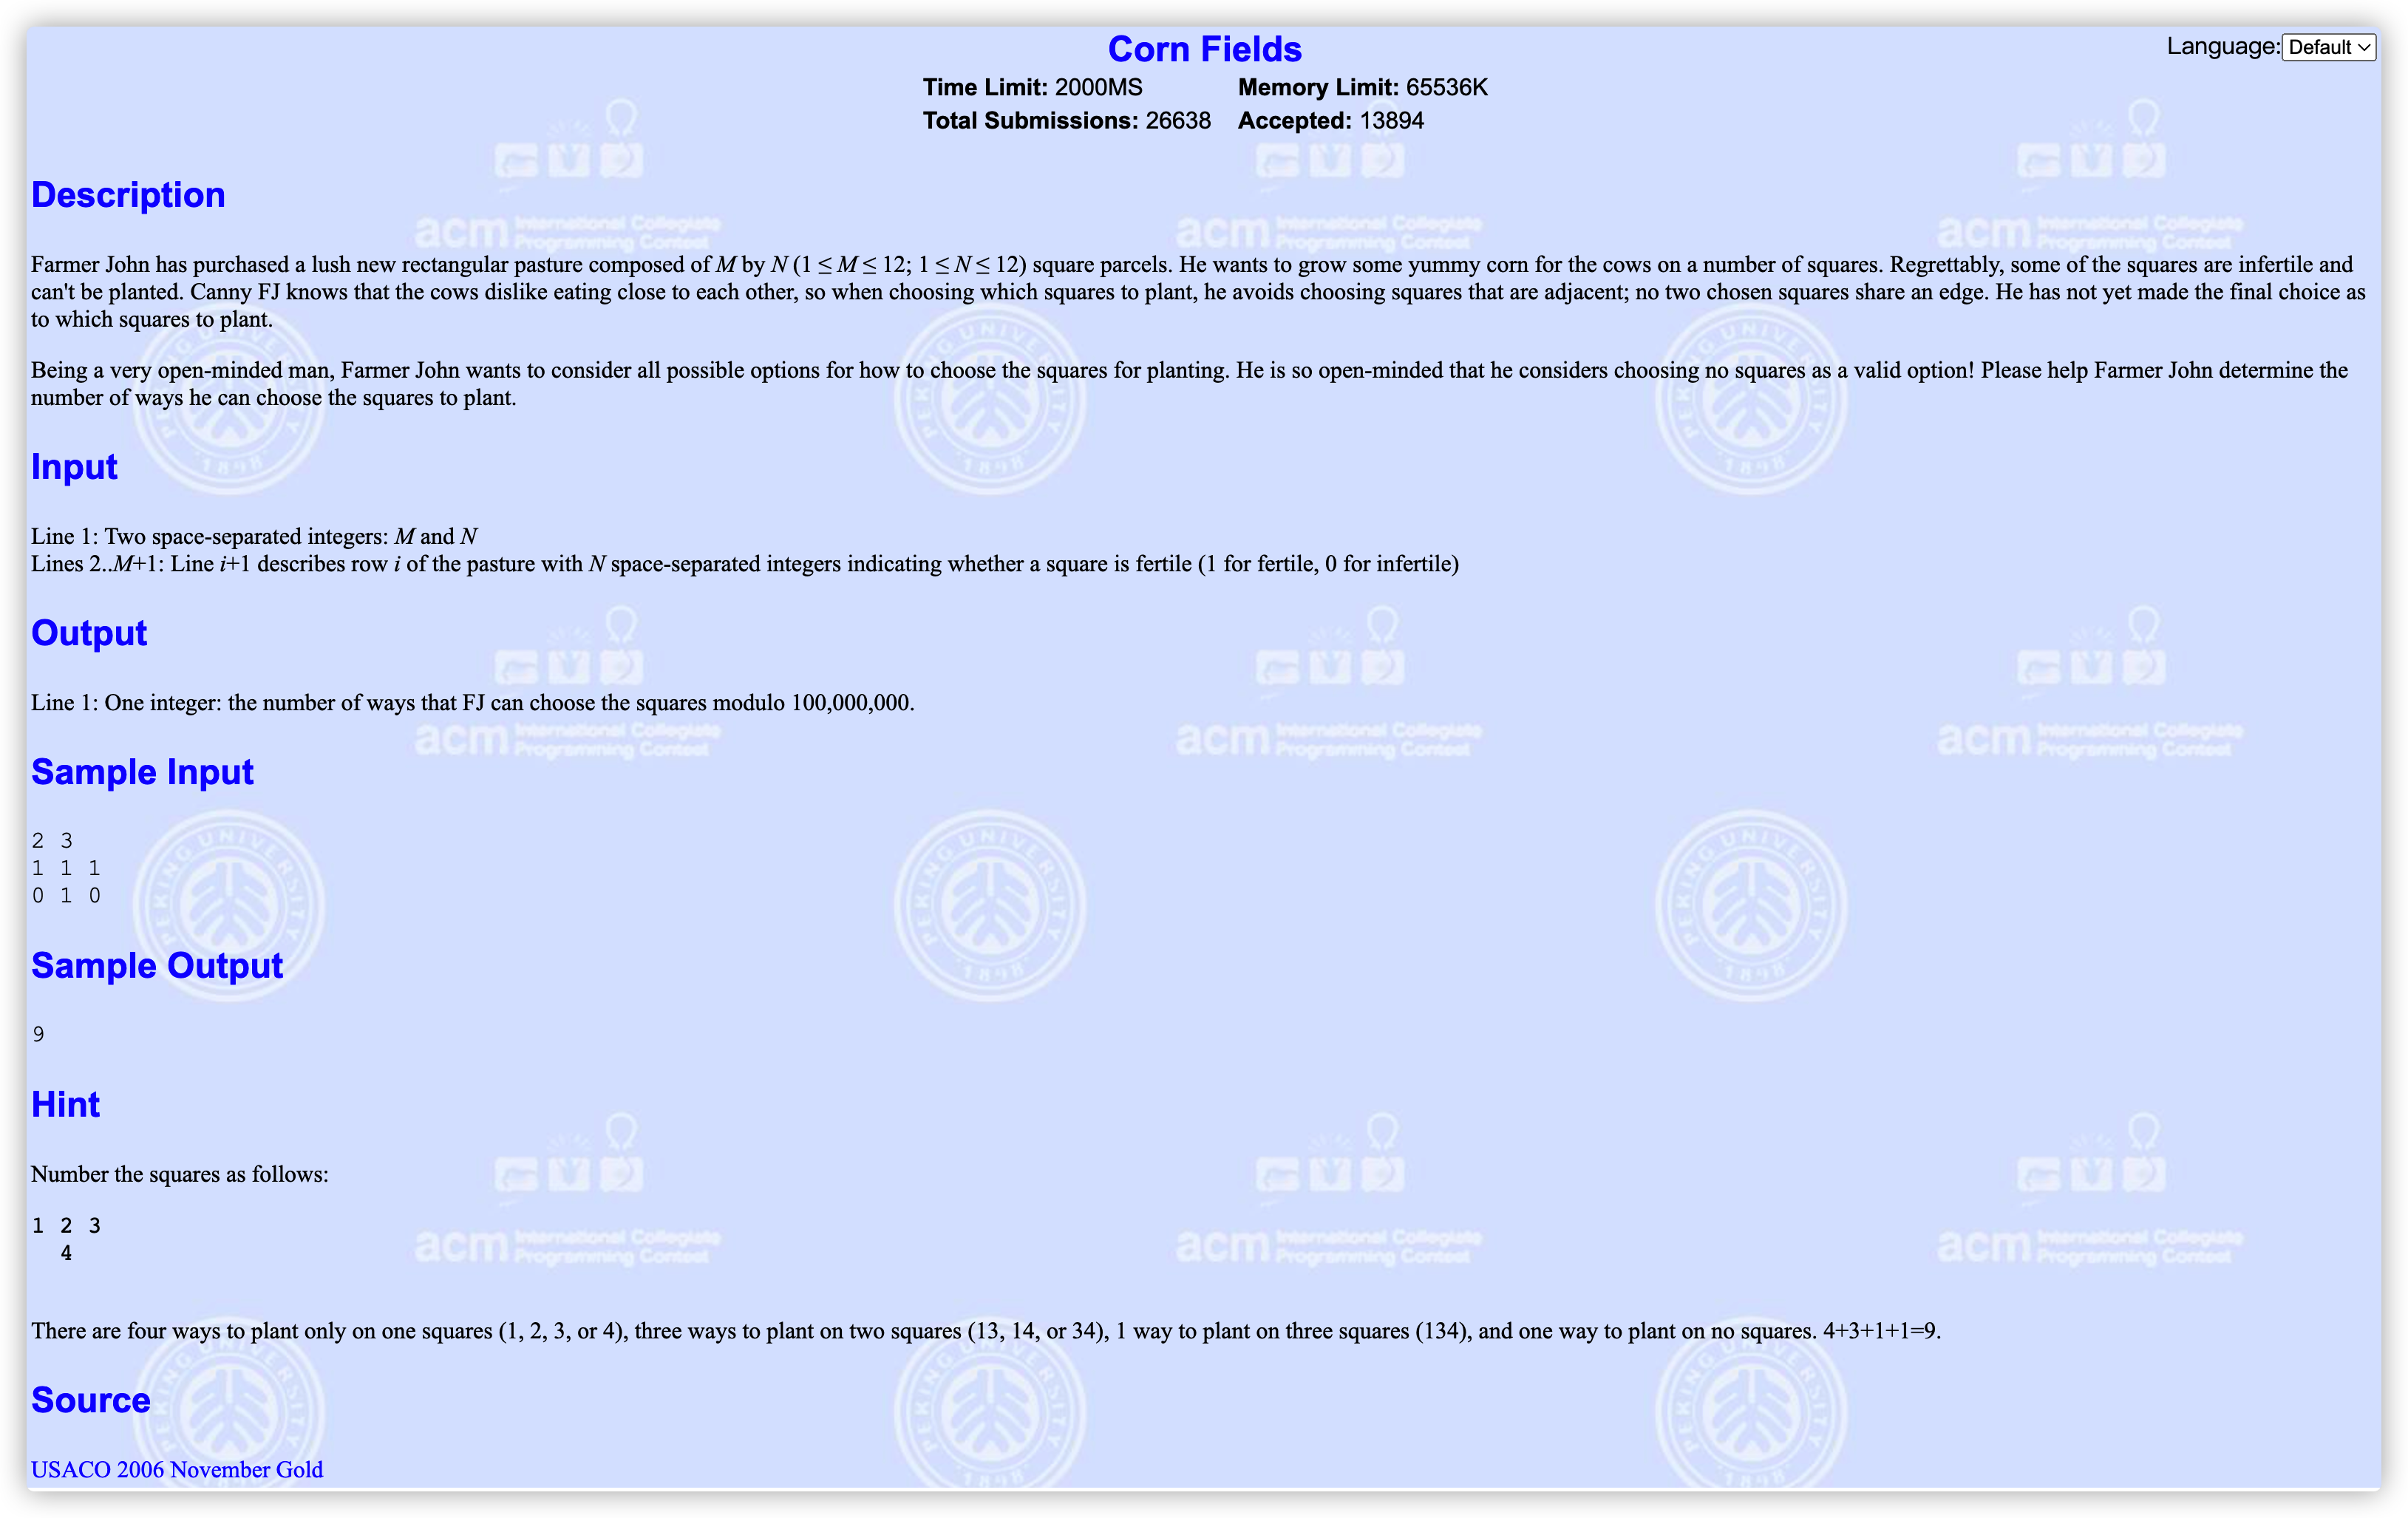 Corn Fields
Language: Default
Time Limit: 2000MS Memory Limit: 65536K
Total Submissions: 26638 Accepted: 13894
Description
Farmer John has purchased a lush new rectangular pasture composed of M by N (1 ≤ M ≤ 12; 1 ≤ N ≤ 12) square parcels. He wants to grow some yummy corn for the cows on a number of squares. Regrettably, some of the squares are infertile and
can't be planted. Canny FJ knows that the cows dislike eating close to each other, so when choosing which squares to plant, he avoids choosing squares that are adjacent; no two chosen squares share an edge. He has not yet made the final choice as
to which squares to plant.
Being a very open-minded man, Farmer John wants to consider all possible options for how to choose the squares for planting. He is so open-minded that he considers choosing no squares as a valid option! Please help Farmer John determine the
number of ways he can choose the squares to plant.
Input
Line 1: Two space-separated integers: M and N
Lines 2..M+1: Line i+1 describes row i of the pasture with N space-separated integers indicating whether a square is fertile (1 for fertile, 0 for infertile)
Output
Line 1: One integer: the number of ways that FJ can choose the squares modulo 100,000,000.
Sample Input
2 3
1 1 1
0 1 0
Sample Output
9
Hint
Number the squares as follows:
1 2 3
4
There are four ways to plant only on one squares (1, 2, 3, or 4), three ways to plant on two squares (13, 14, or 34), 1 way to plant on three squares (134), and one way to plant on no squares. 4+3+1+1=9.
Source
USACO 2006 November Gold
acm International Collegiate
Programming Contest
PEKING UNIVERSITY
1898